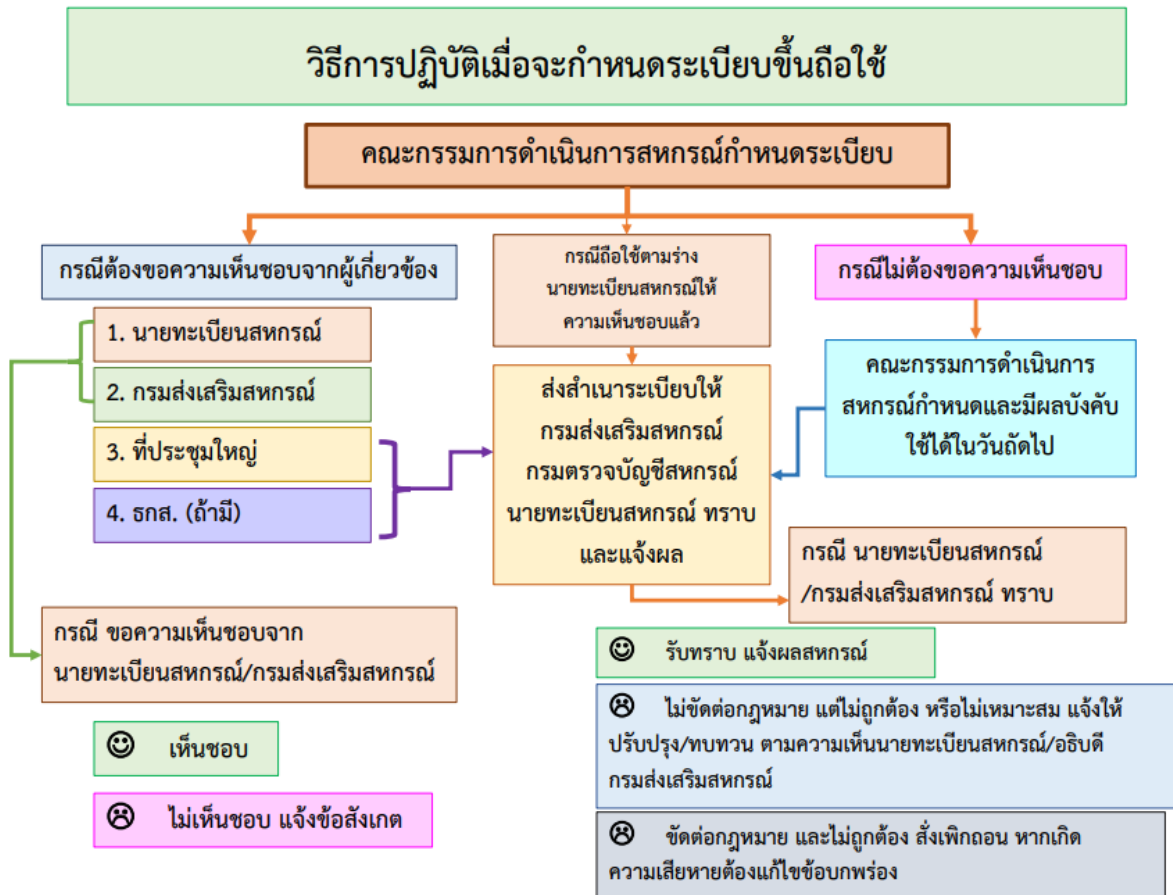 วิธีการปฏิบัติเมื่อจะกำหนดระเบียบขึ้นถือใช้
คณะกรรมการดำเนินการสหกรณ์กำหนดระเบียบ
กรณีต้องขอความเห็นชอบจากผู้เกี่ยวข้อง
1. นายทะเบียนสหกรณ์
2. กรมส่งเสริมสหกรณ์
3. ที่ประชุมใหญ่
4. ธกส. (ถ้ามี)
กรณี ขอความเห็นชอบจาก
นายทะเบียนสหกรณ์/กรมส่งเสริมสหกรณ์
☺ เห็นชอบ
☹ ไม่เห็นชอบ แจ้งข้อสังเกต
กรณีถือใช้ตามร่าง
นายทะเบียนสหกรณ์ให้
ความเห็นชอบแล้ว
ส่งสำเนาระเบียบให้
กรมส่งเสริมสหกรณ์
กรมตรวจบัญชีสหกรณ์
นายทะเบียนสหกรณ์ ทราบ
และแจ้งผล
กรณีไม่ต้องขอความเห็นชอบ
คณะกรรมการดำเนินการ
สหกรณ์กำหนดและมีผลบังคับ
ใช้ได้ในวันถัดไป
กรณี นายทะเบียนสหกรณ์
/กรมส่งเสริมสหกรณ์ ทราบ
☺ รับทราบ แจ้งผลสหกรณ์
☹ ไม่ขัดต่อกฎหมาย แต่ไม่ถูกต้อง หรือไม่เหมาะสม แจ้งให้
ปรับปรุง/ทบทวน ตามความเห็นนายทะเบียนสหกรณ์/อธิบดี
กรมส่งเสริมสหกรณ์
☹ ขัดต่อกฎหมาย และไม่ถูกต้อง สั่งเพิกถอน หากเกิด
ความเสียหายต้องแก้ไขข้อบกพร่อง